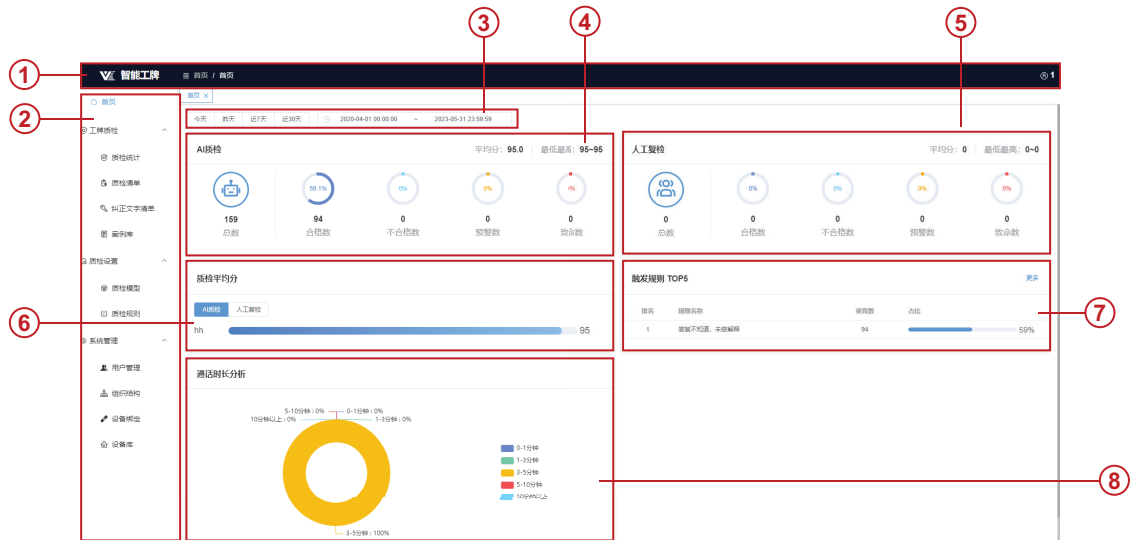 3
4
5
1
智能工牌
首页 / 首页
1
2
首页
工牌质检
质检统计
质检清单
纠正文字清单
案例库
质检设置
质检模型
质检规则
系统管理
用户管理
组织结构
设备绑定
设备库
首页 ×
今天 昨天 近7天 近30天 2020-04-01 00:00:00 ~ 2023-05-31 23:59:59
AI质检 平均分: 95.0 最低最高: 95~95
59.1% 0% 0% 0%
159 94 0 0 0
总数 合格数 不合格数 预警数 致命数
人工复检 平均分: 0 最低最高: 0~0
0% 0% 0% 0%
0 0 0 0 0
总数 合格数 不合格数 预警数 致命数
6
质检平均分
AI质检 人工复检
hh 95
触发规则 TOP5 更多
排名 规则名称 录音数 占比
1 答复不知道、未做解释 94 59%
7
通话时长分析
5-10分钟 : 0% 0-1分钟 : 0%
10分钟以上 : 0% 1-3分钟 : 0%
3-5分钟 : 100%
0-1分钟
1-3分钟
3-5分钟
5-10分钟
10分钟以上
8